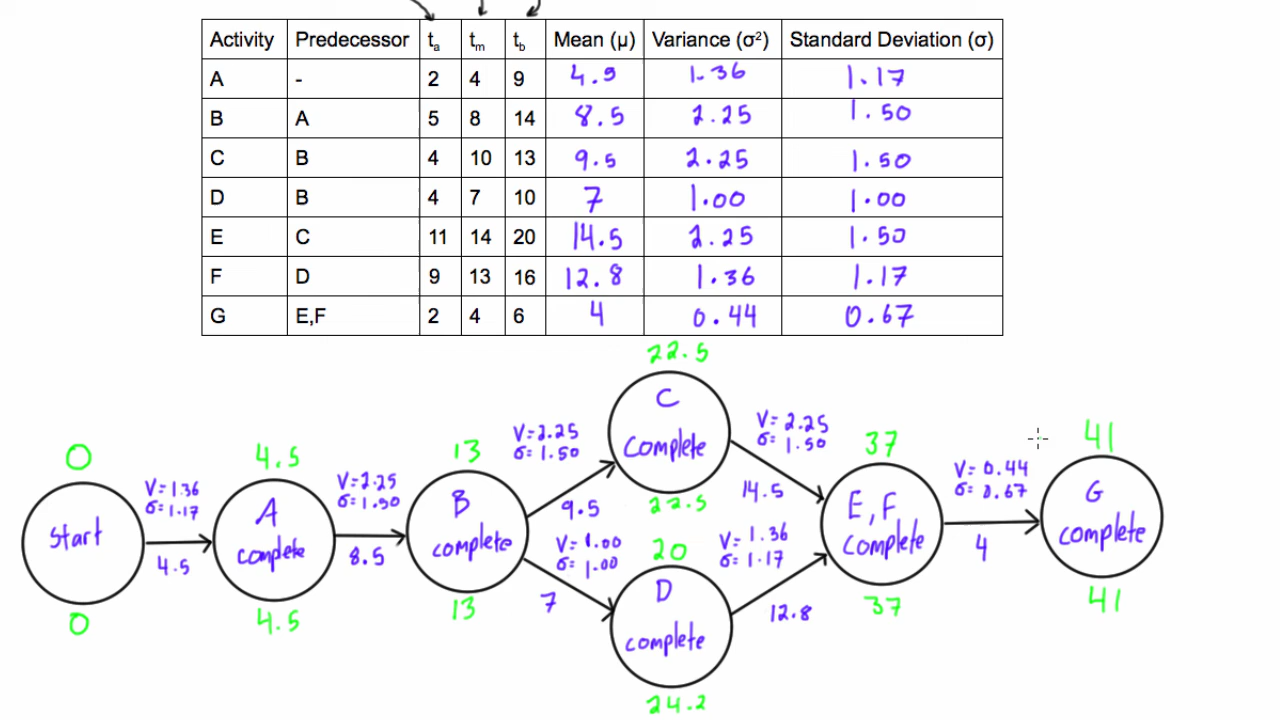 Activity Predecessor ta tm tb Mean (μ) Variance (σ²) Standard Deviation (σ)
A - 2 4 9 4.5 1.36 1.17
B A 5 8 14 8.5 2.25 1.50
C B 4 10 13 9.5 2.25 1.50
D B 4 7 10 7 1.00 1.00
E C 11 14 20 14.5 2.25 1.50
F D 9 13 16 12.8 1.36 1.17
G E,F 2 4 6 4 0.44 0.67
22.5
C
complete
V=2.25
σ=1.50
V=2.25
σ=1.50
9.5
14.5
22.5
0
Start
0
V=1.36
σ=1.17
4.5
4.5
A
complete
4.5
V=2.25
σ=1.50
8.5
13
B
complete
13
V=1.00
σ=1.00
7
20
D
complete
24.2
V=1.36
σ=1.17
12.8
37
E,F
complete
37
V=0.44
σ=0.67
4
41
G
complete
41